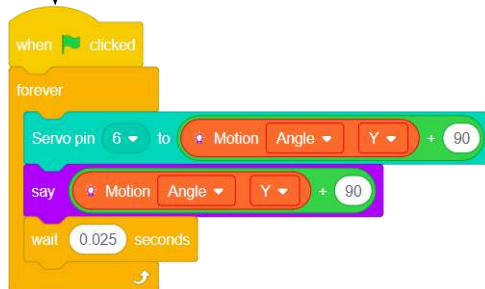 when clicked
forever
Servo pin 6 to Motion Angle Y + 90
say Motion Angle Y + 90
wait 0.025 seconds